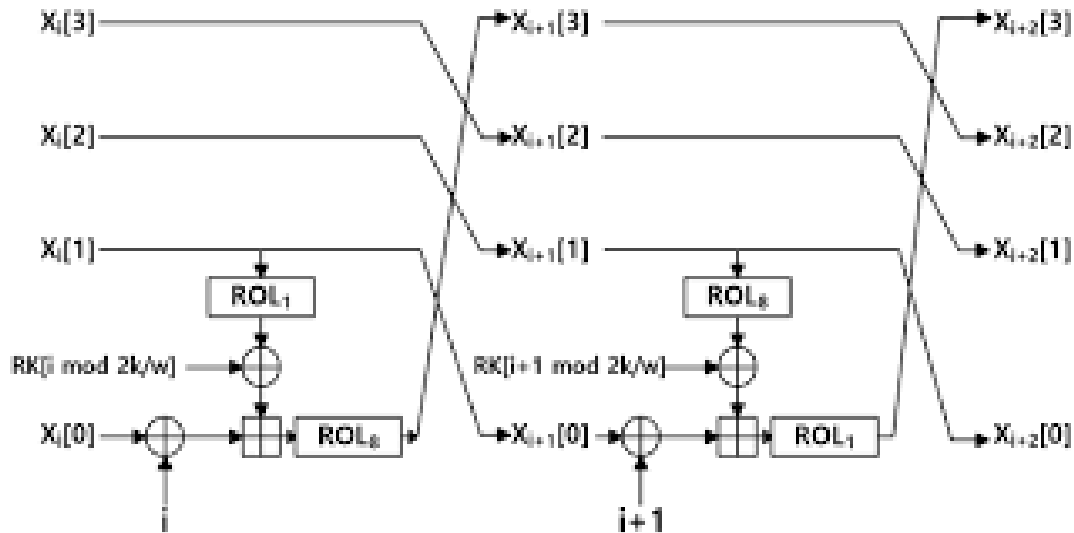 Xᵢ[3] Xᵢ₊₁[3] Xᵢ₊₂[3]
Xᵢ[2] Xᵢ₊₁[2] Xᵢ₊₂[2]
Xᵢ[1] Xᵢ₊₁[1] Xᵢ₊₂[1]
ROL₁ ROL₈
RK[i mod 2k/w] RK[i+1 mod 2k/w]
Xᵢ[0] ROL₈ Xᵢ₊₁[0] ROL₁ Xᵢ₊₂[0]
i i+1